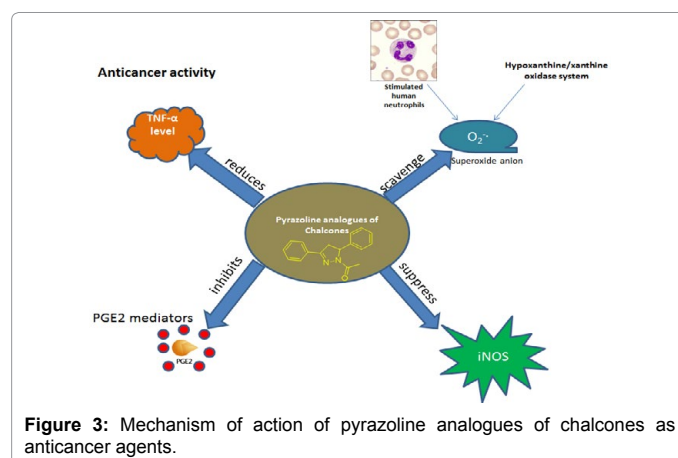 Anticancer activity
TNF-α
level
Stimulated
human
neutrophils
Hypoxanthine/xanthine
oxidase system
O₂⁻·
Superoxide anion
reduces
scavenge
Pyrazoline analogues of
Chalcones
N
N
O
inhibits
suppress
PGE2 mediators
PGE2
iNOS
Figure 3: Mechanism of action of pyrazoline analogues of chalcones as
anticancer agents.